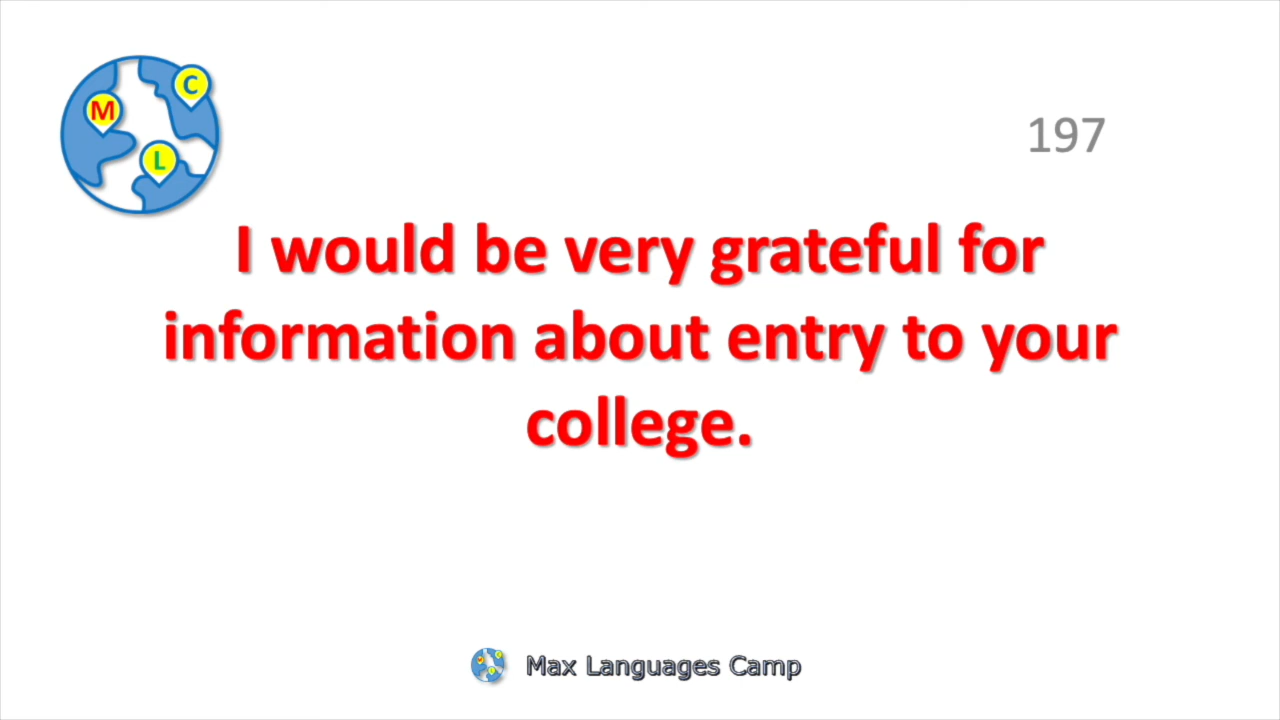 M
C
L
197
I would be very grateful for
information about entry to your
college.
Max Languages Camp